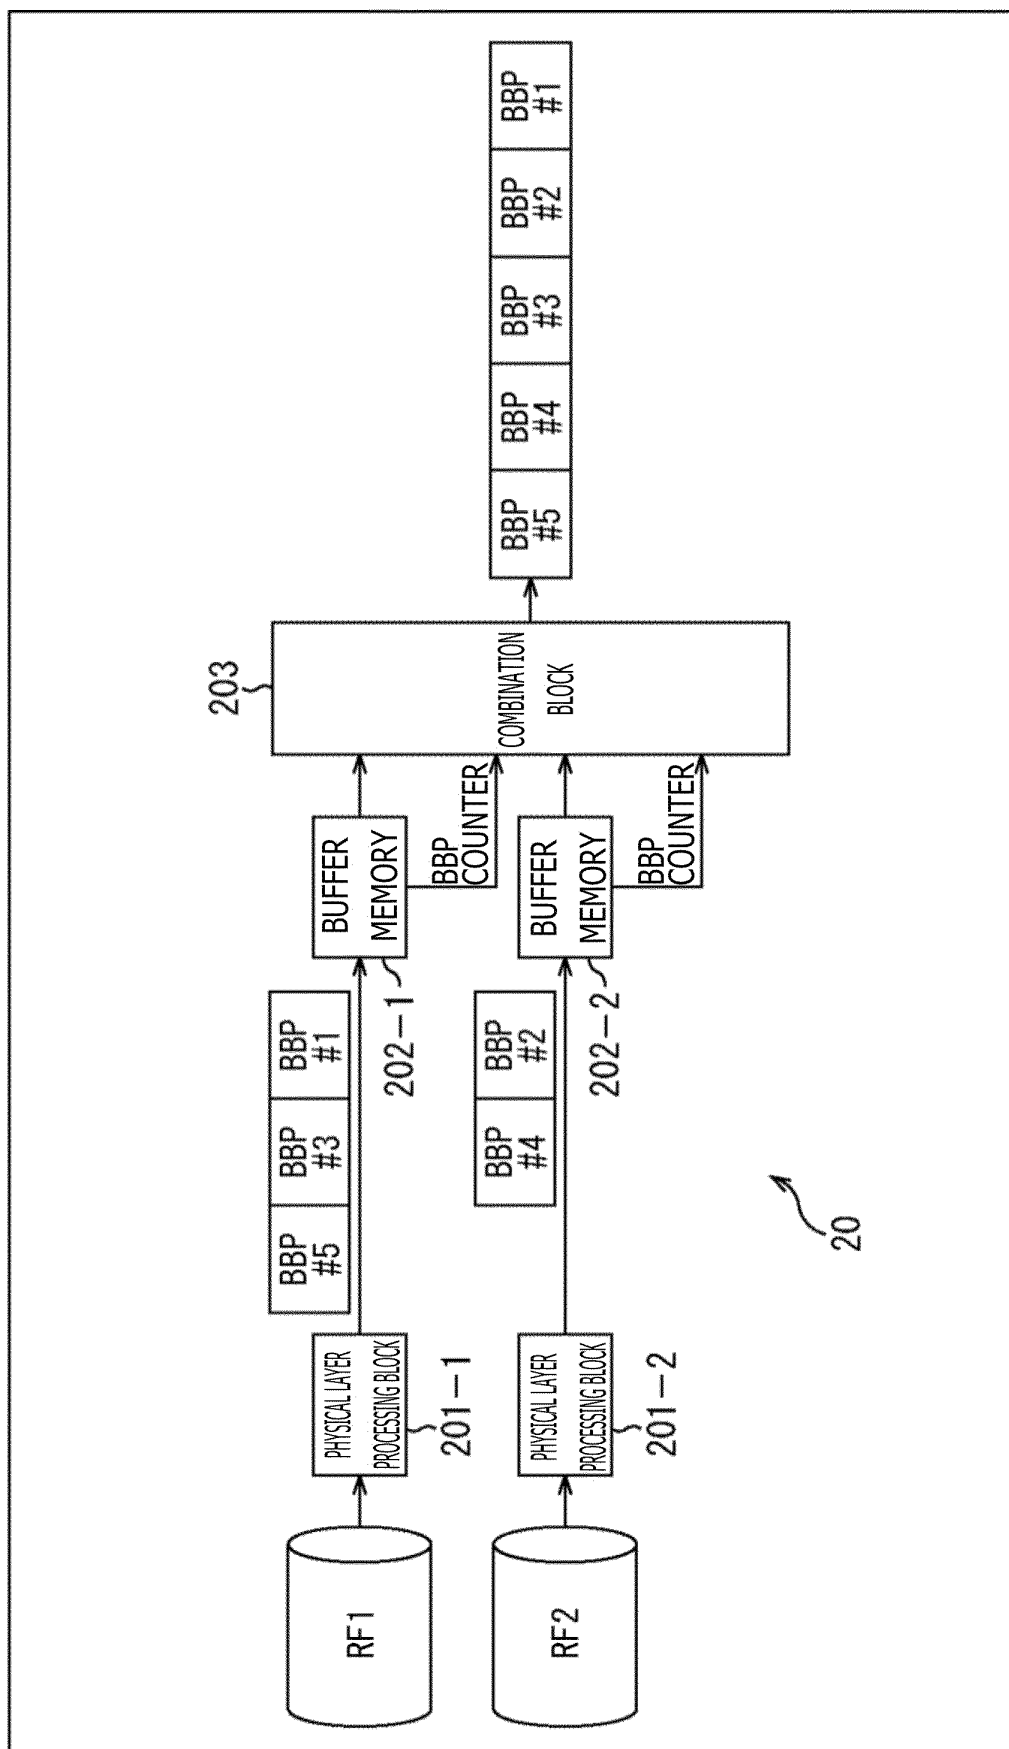 RF1
PHYSICAL LAYER
PROCESSING BLOCK
201-1
BBP
#5
BBP
#3
BBP
#1
BUFFER
MEMORY
202-1
BBP
COUNTER
RF2
PHYSICAL LAYER
PROCESSING BLOCK
201-2
BBP
#4
BBP
#2
BUFFER
MEMORY
202-2
BBP
COUNTER
203
COMBINATION
BLOCK
BBP
#5
BBP
#4
BBP
#3
BBP
#2
BBP
#1
20